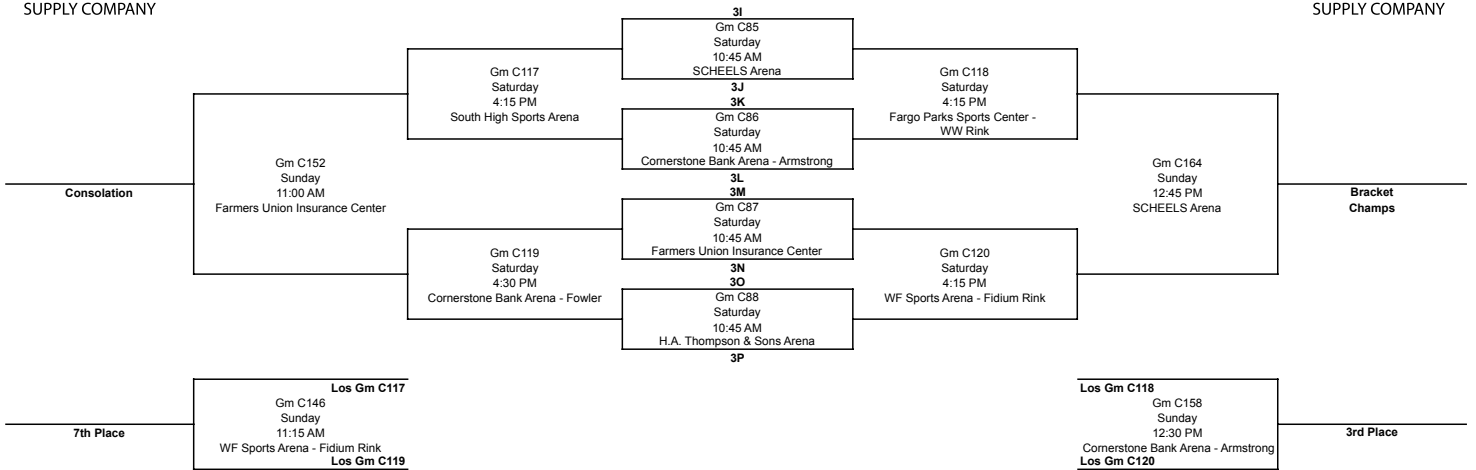 SUPPLY COMPANY
SUPPLY COMPANY
3I
Gm C85
Saturday
10:45 AM
SCHEELS Arena
3J
3K
Gm C86
Saturday
10:45 AM
Cornerstone Bank Arena - Armstrong
3L
3M
Gm C87
Saturday
10:45 AM
Farmers Union Insurance Center
3N
3O
Gm C88
Saturday
10:45 AM
H.A. Thompson & Sons Arena
3P
Gm C117
Saturday
4:15 PM
South High Sports Arena
Gm C118
Saturday
4:15 PM
Fargo Parks Sports Center -
WW Rink
Gm C152
Sunday
11:00 AM
Farmers Union Insurance Center
Consolation
Gm C164
Sunday
12:45 PM
SCHEELS Arena
Bracket
Champs
Gm C119
Saturday
4:30 PM
Cornerstone Bank Arena - Fowler
Gm C120
Saturday
4:15 PM
WF Sports Arena - Fidium Rink
Los Gm C117
Gm C146
Sunday
11:15 AM
WF Sports Arena - Fidium Rink
Los Gm C119
7th Place
Los Gm C118
Gm C158
Sunday
12:30 PM
Cornerstone Bank Arena - Armstrong
Los Gm C120
3rd Place